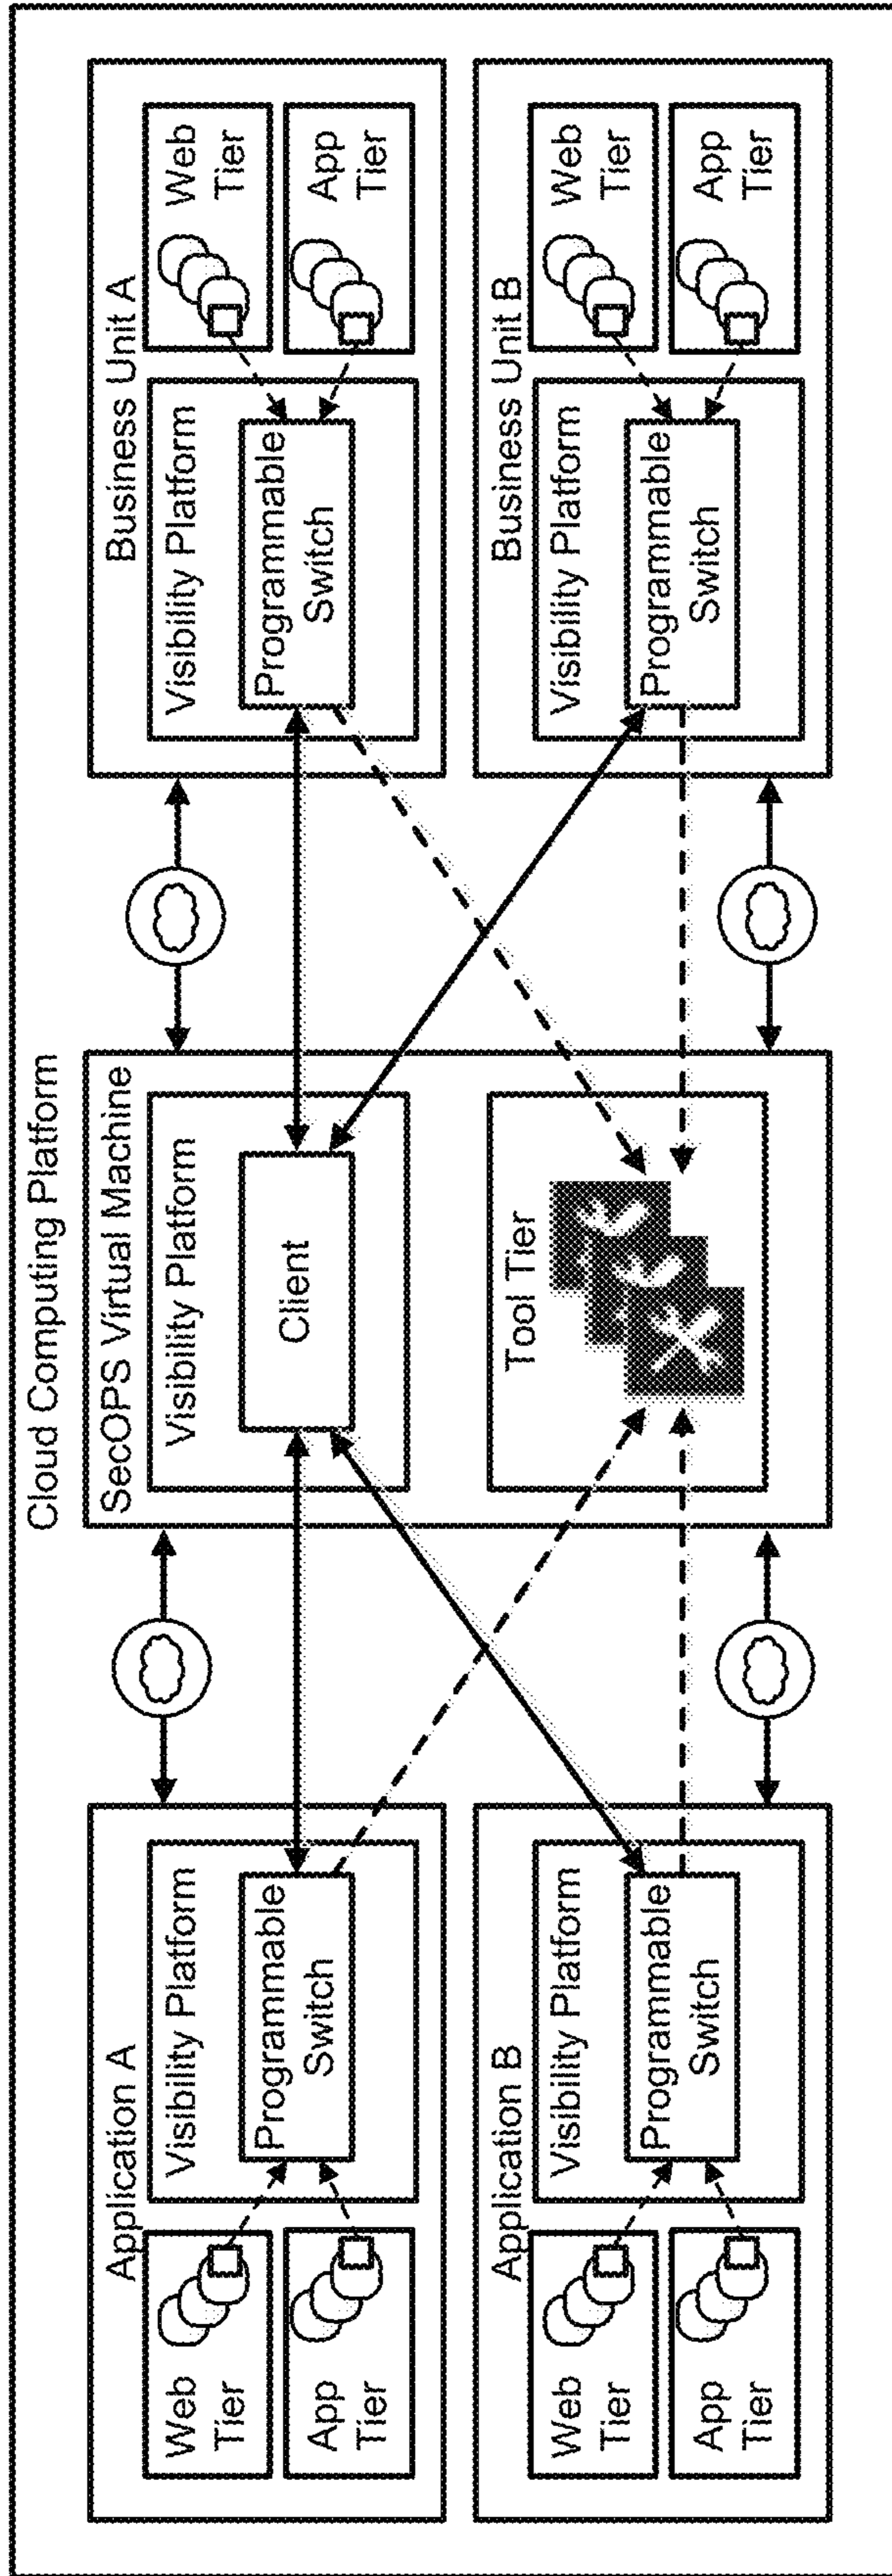 Cloud Computing Platform
Application A
Web
Tier
App
Tier
Visibility Platform
Programmable
Switch
Application B
Web
Tier
App
Tier
Visibility Platform
Programmable
Switch
SecOPS Virtual Machine
Visibility Platform
Client
Tool Tier
Business Unit A
Visibility Platform
Programmable
Switch
Web
Tier
App
Tier
Business Unit B
Visibility Platform
Programmable
Switch
Web
Tier
App
Tier